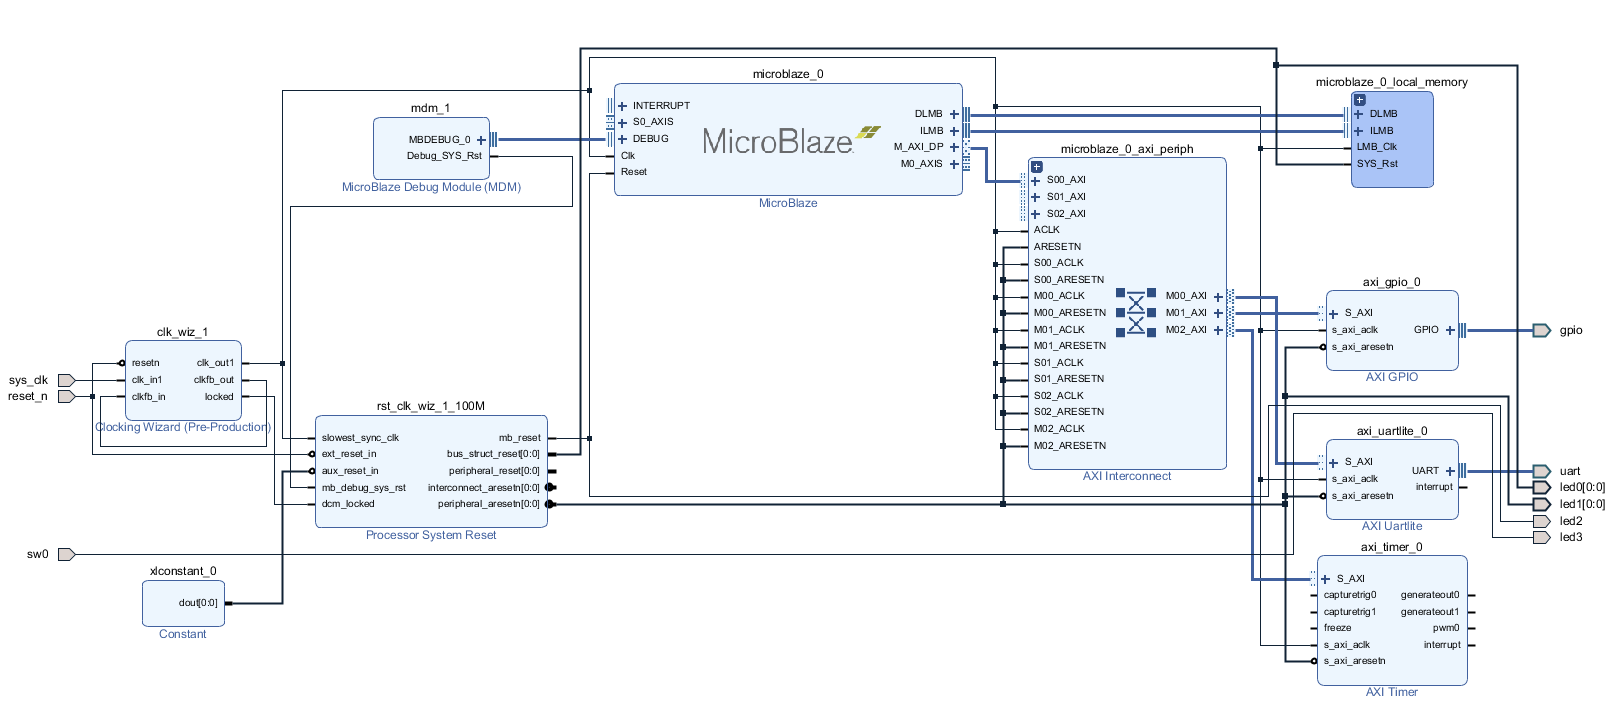 microblaze_0
INTERRUPT
S0_AXIS
DEBUG
Clk
Reset
MicroBlaze
DLMB
ILMB
M_AXI_DP
M0_AXIS
MicroBlaze
mdm_1
MBDEBUG_0
Debug_SYS_Rst
MicroBlaze Debug Module (MDM)
microblaze_0_local_memory
DLMB
ILMB
LMB_Clk
SYS_Rst
microblaze_0_axi_periph
S00_AXI
S01_AXI
S02_AXI
ACLK
ARESETN
S00_ACLK
S00_ARESETN
M00_ACLK
M00_ARESETN
M01_ACLK
M01_ARESETN
S01_ACLK
S01_ARESETN
S02_ACLK
S02_ARESETN
M02_ACLK
M02_ARESETN
M00_AXI
M01_AXI
M02_AXI
AXI Interconnect
axi_gpio_0
S_AXI
s_axi_aclk
s_axi_aresetn
GPIO
AXI GPIO
gpio
clk_wiz_1
resetn
clk_in1
clkfb_in
clk_out1
clkfb_out
locked
Clocking Wizard (Pre-Production)
sys_clk
reset_n
rst_clk_wiz_1_100M
slowest_sync_clk
ext_reset_in
aux_reset_in
mb_debug_sys_rst
dcm_locked
mb_reset
bus_struct_reset[0:0]
peripheral_reset[0:0]
interconnect_aresetn[0:0]
peripheral_aresetn[0:0]
Processor System Reset
axi_uartlite_0
S_AXI
s_axi_aclk
s_axi_aresetn
UART
interrupt
AXI Uartlite
uart
led0[0:0]
led1[0:0]
led2
led3
sw0
xlconstant_0
dout[0:0]
Constant
axi_timer_0
S_AXI
capturetrig0
capturetrig1
freeze
s_axi_aclk
s_axi_aresetn
generateout0
generateout1
pwm0
interrupt
AXI Timer